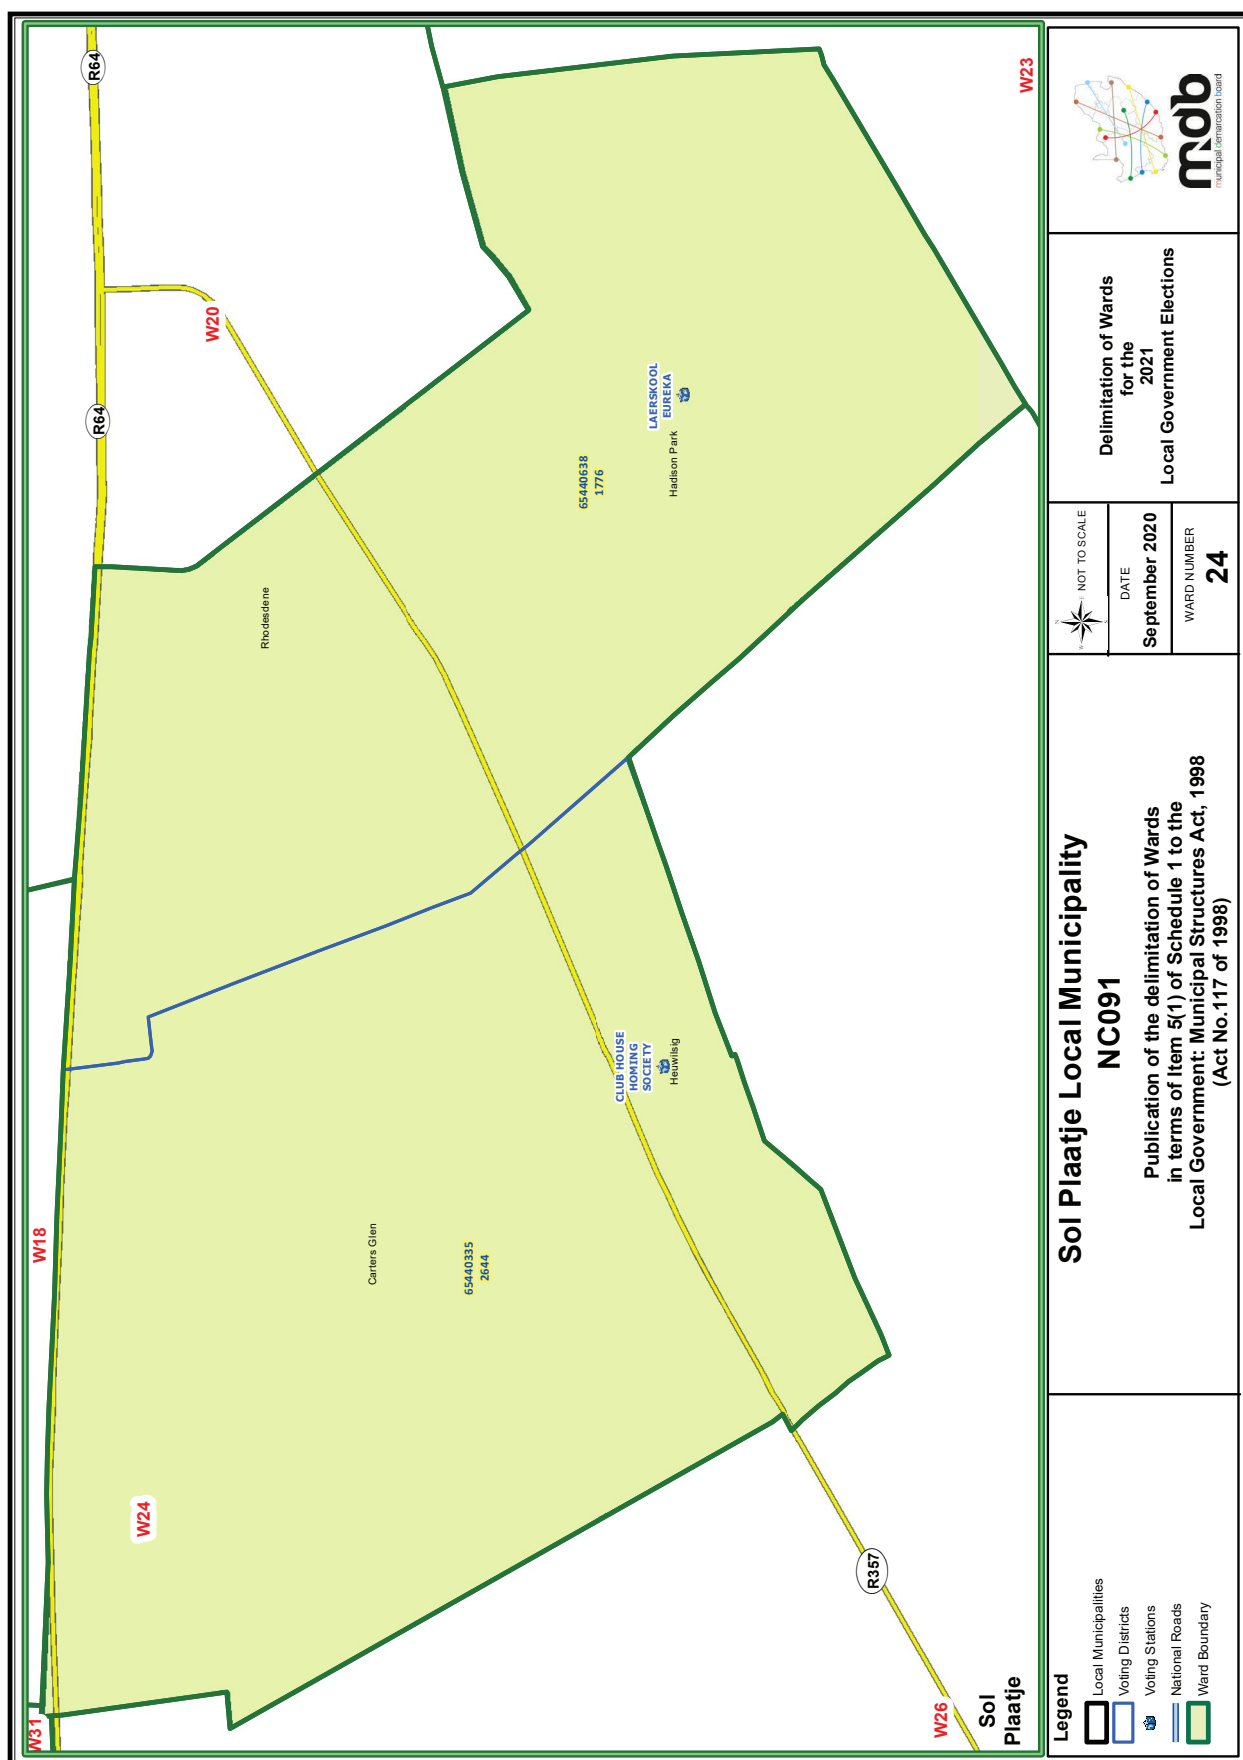 W31
W18
R64
R64
W24
W20
W23
W26
Rhodesdene
Carters Glen
65440335
2644
65440638
1776
CLUB HOUSE
HOMING
SOCIETY
Heuwilsig
LAERSKOOL
EUREKA
Hadison Park
R357
Sol
Plaatje
Legend
Local Municipalities
Voting Districts
Voting Stations
National Roads
Ward Boundary
Sol Plaatje Local Municipality
NC091
Publication of the delimitation of Wards
in terms of Item 5(1) of Schedule 1 to the
Local Government: Municipal Structures Act, 1998
(Act No.117 of 1998)
N
W
E
S
NOT TO SCALE
DATE
September 2020
WARD NUMBER
24
Delimitation of Wards
for the
2021
Local Government Elections
mdb
municipal demarcation board